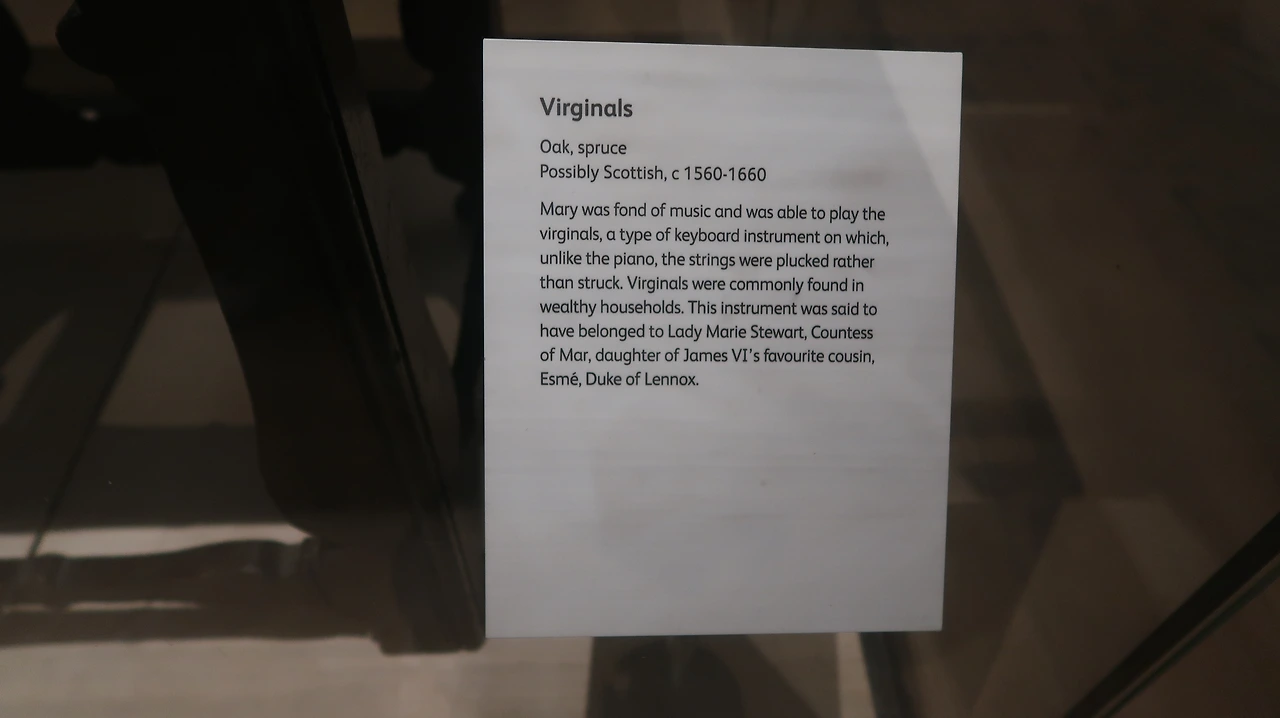 Virginals
Oak, spruce
Possibly Scottish, c 1560-1660
Mary was fond of music and was able to play the
virginals, a type of keyboard instrument on which,
unlike the piano, the strings were plucked rather
than struck. Virginals were commonly found in
wealthy households. This instrument was said to
have belonged to Lady Marie Stewart, Countess
of Mar, daughter of James VI's favourite cousin,
Esmé, Duke of Lennox.